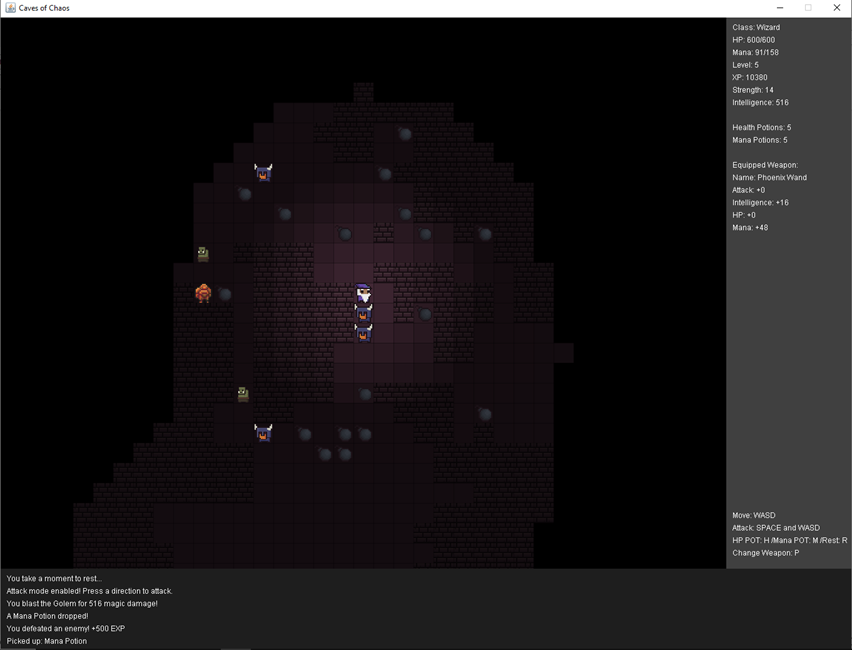 Caves of Chaos
Class: Wizard
HP: 600/600
Mana: 91/158
Level: 5
XP: 10380
Strength: 14
Intelligence: 516
Health Potions: 5
Mana Potions: 5
Equipped Weapon:
Name: Phoenix Wand
Attack: +0
Intelligence: +16
HP: +0
Mana: +48
Move: WASD
Attack: SPACE and WASD
HP POT: H /Mana POT: M /Rest: R
Change Weapon: P
You take a moment to rest...
Attack mode enabled! Press a direction to attack.
You blast the Golem for 516 magic damage!
A Mana Potion dropped!
You defeated an enemy! +500 EXP
Picked up: Mana Potion